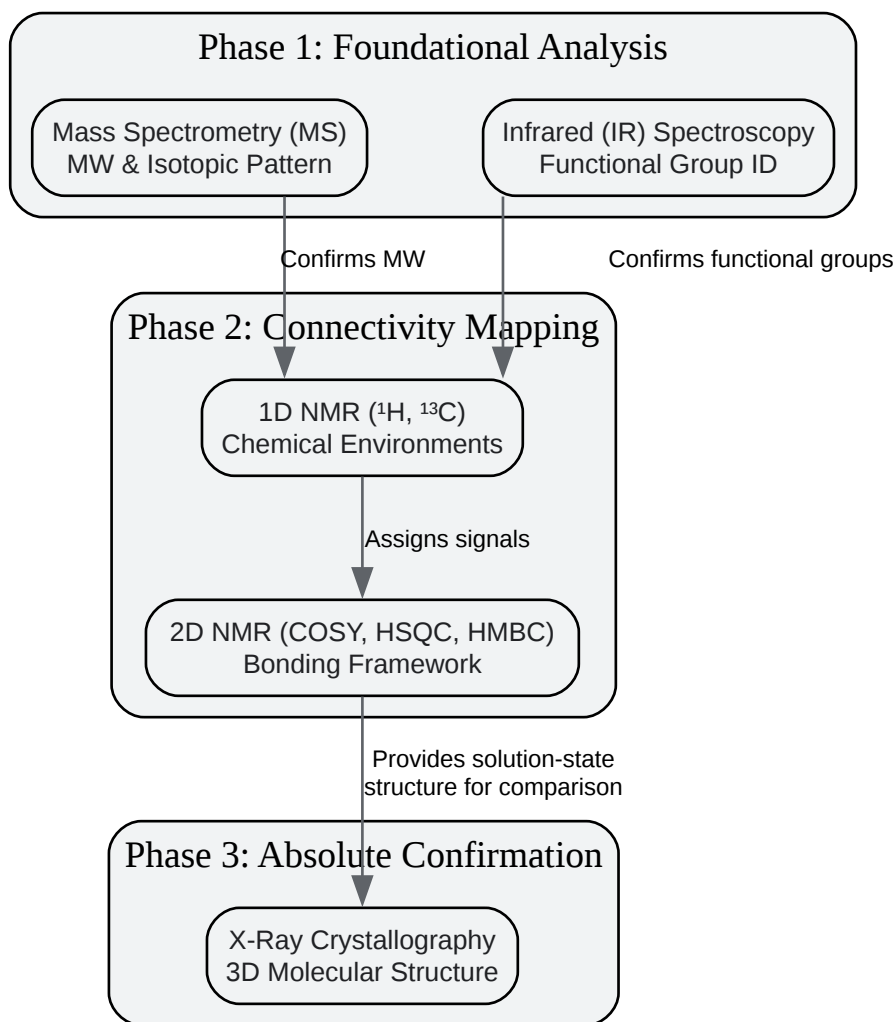 Phase 1: Foundational Analysis
Mass Spectrometry (MS)
MW & Isotopic Pattern
Infrared (IR) Spectroscopy
Functional Group ID
Confirms MW
Confirms functional groups
Phase 2: Connectivity Mapping
1D NMR (¹H, ¹³C)
Chemical Environments
Assigns signals
2D NMR (COSY, HSQC, HMBC)
Bonding Framework
Provides solution-state
structure for comparison
Phase 3: Absolute Confirmation
X-Ray Crystallography
3D Molecular Structure